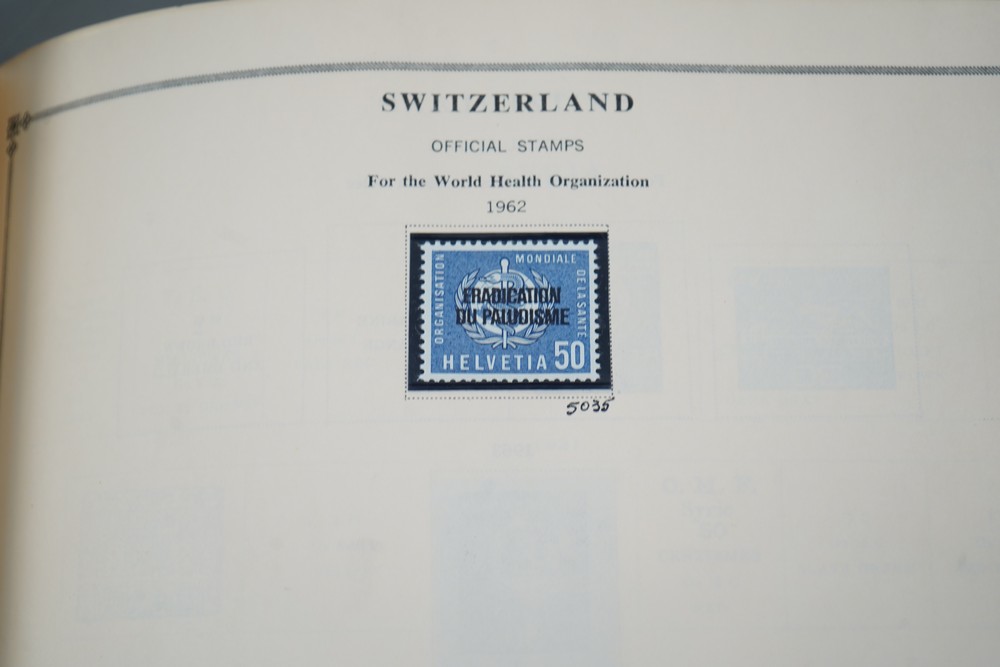 SWITZERLAND
OFFICIAL STAMPS
For the World Health Organization
1962
ORGANISATION MONDIALE DE LA SANTE
ERADICATION
DU PALUDISME
HELVETIA 50
5035